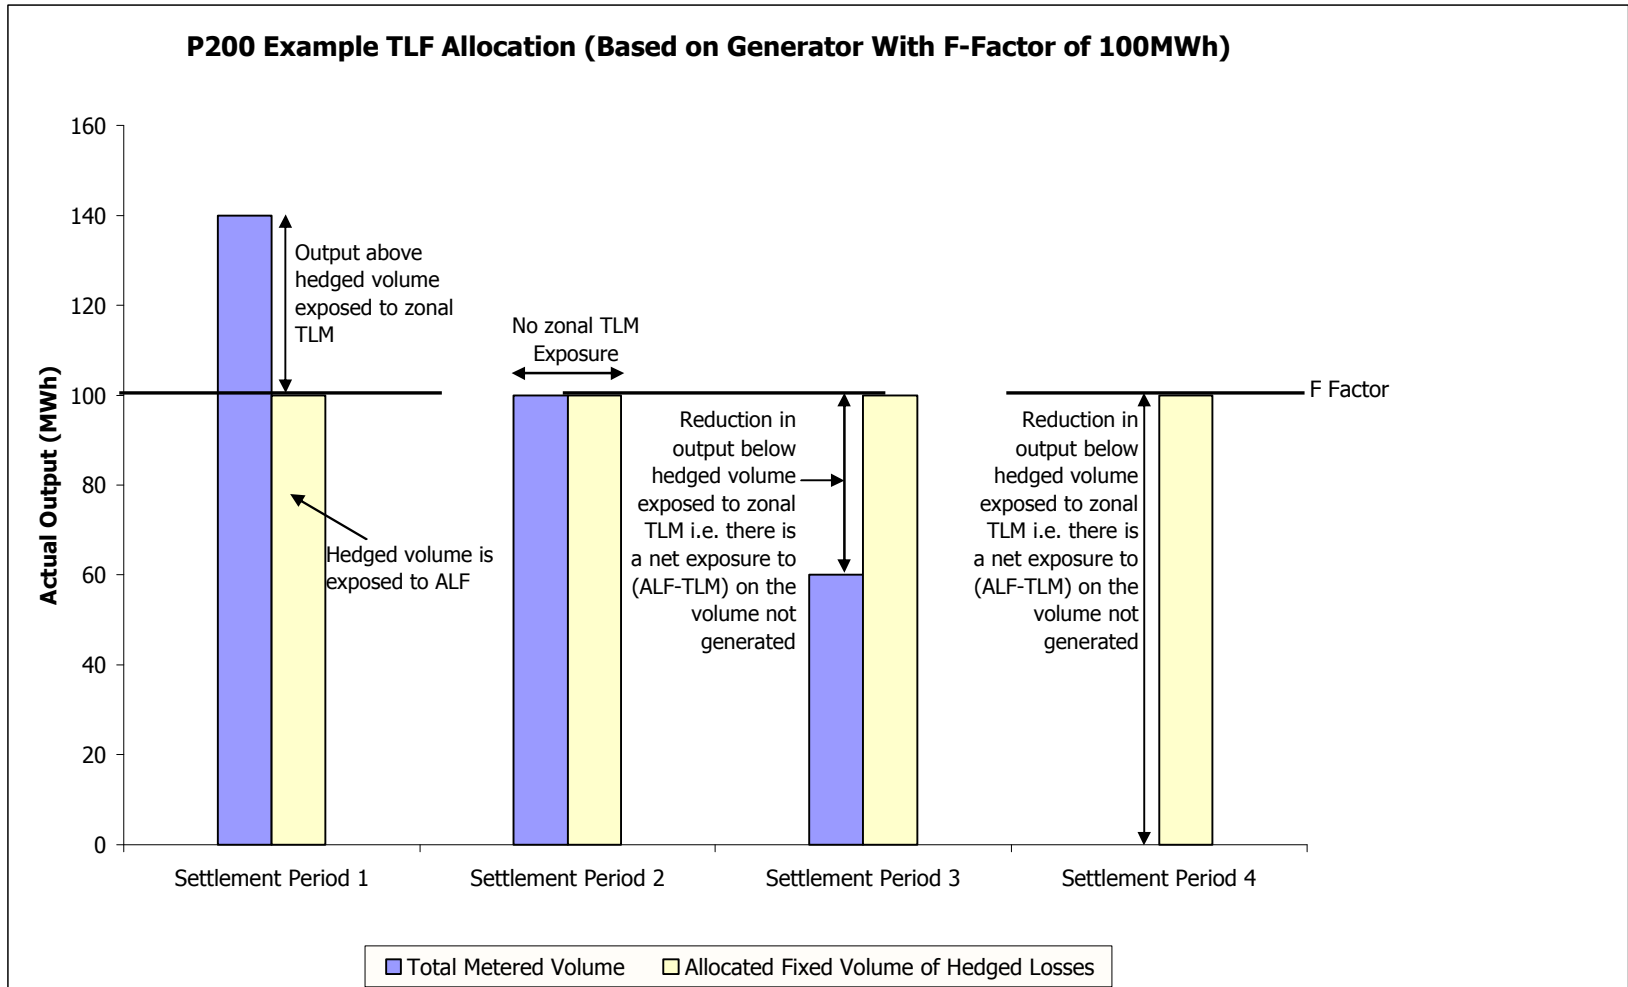 P200 Example TLF Allocation (Based on Generator With F-Factor of 100MWh)
Actual Output (MWh)
160
140
120
100
80
60
40
20
0
Output above
hedged volume
exposed to zonal
TLM
Hedged volume is
exposed to ALF
No zonal TLM
Exposure
Reduction in
output below
hedged volume
exposed to zonal
TLM i.e. there is
a net exposure to
(ALF-TLM) on the
volume not
generated
Reduction in
output below
hedged volume
exposed to zonal
TLM i.e. there is
a net exposure to
(ALF-TLM) on the
volume not
generated
F Factor
Settlement Period 1
Settlement Period 2
Settlement Period 3
Settlement Period 4
Total Metered Volume
Allocated Fixed Volume of Hedged Losses